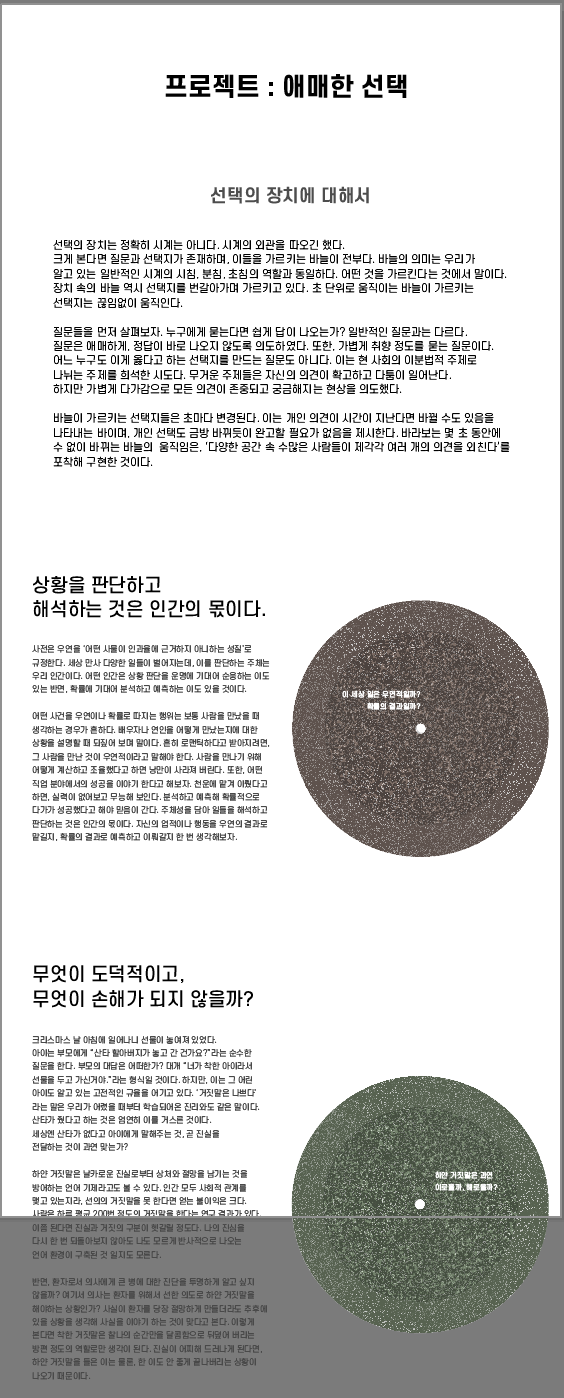 프로젝트 : 애매한 선택
선택의 장치에 대해서
선택의 장치는 정확히 시계는 아니다. 시계의 외관을 따오긴 했다.
크게 본다면 질문과 선택지가 존재하며, 이들을 가르키는 바늘이 전부다. 바늘의 의미는 우리가
알고 있는 일반적인 시계의 시침, 분침, 초침의 역할과 동일하다. 어떤 것을 가르킨다는 것에서 말이다.
장치 속의 바늘 역시 선택지를 번갈아가며 가르키고 있다. 초 단위로 움직이는 바늘이 가르키는
선택지는 끊임없이 움직인다.
질문들을 먼저 살펴보자. 누구에게 묻는다면 쉽게 답이 나오는가? 일반적인 질문과는 다르다.
질문은 애매하게, 정답이 바로 나오지 않도록 의도하였다. 또한, 가볍게 취향 정도를 묻는 질문이다.
어느 누구도 이게 옳다고 하는 선택지를 만드는 질문도 아니다. 이는 현 사회의 이분법적 주제로
나뉘는 주제를 희석한 시도다. 무거운 주제들은 자신의 의견이 확고하고 다툼이 일어난다.
하지만 가볍게 다가감으로 모든 의견이 존중되고 궁금해지는 현상을 의도했다.
바늘이 가르키는 선택지들은 초마다 변경된다. 이는 개인 의견이 시간이 지난다면 바뀔 수도 있음을
나타내는 바이며, 개인 선택도 금방 바꿔듯이 완고할 필요가 없음을 제시한다. 바라보는 몇 초 동안에
수 없이 바뀌는 바늘의 움직임은, '다양한 공간 속 수많은 사람들이 제각각 여러 개의 의견을 외친다'를
포착해 구현한 것이다.
상황을 판단하고
해석하는 것은 인간의 몫이다.
사전은 우연을 '어떤 사물이 인과율에 근거하지 아니하는 성질'로
규정한다. 세상 만사 다양한 일들이 벌어지는데, 이를 판단하는 주체는
우리 인간이다. 어떤 인간은 상황 판단을 운명에 기대어 순응하는 이도
있는 반면, 확률에 기대어 분석하고 예측하는 이도 있을 것이다.
어떤 사건을 우연이나 확률로 따지는 행위는 보통 사람을 만났을 때
생각하는 경우가 흔하다. 배우자나 연인을 어떻게 만났는지에 대한
상황을 설명할 때 되짚어 보며 말이다. 흔히 로맨틱하다고 받아지려면,
그 사람을 만난 것이 우연적이라고 말해야 한다. 사람을 만나기 위해
어떻게 계산하고 조율했다고 하면 낭만이 사라져 버린다. 또한, 어떤
직업 분야에서의 성공을 이야기 한다고 해보자. 천운에 맡겨 이뤘다고
하면, 실력이 없어보고 무능해 보인다. 분석하고 예측해 확률적으로
다가가 성공했다고 해야 믿음이 간다. 주체성을 담아 일들을 해석하고
판단하는 것은 인간의 몫이다. 자신의 업적이나 행동을 우연의 결과로
맡길지, 확률의 결과로 예측하고 이뤄갈지 한 번 생각해보자.
이 세상 일은 우연적일까?
확률의 결과일까?
무엇이 도덕적이고,
무엇이 손해가 되지 않을까?
크리스마스 날 아침에 일어나니 선물이 놓여져 있었다.
아이는 부모에게 "산타 할아버지가 놓고 간 건가요?"라는 순수한
질문을 한다. 부모의 대답은 어떠한가? 대개 "너가 착한 아이라서
선물을 두고 가신거야."라는 형식일 것이다. 하지만, 이는 그 어린
아이도 알고 있는 고전적인 규율을 어기고 있다. '거짓말은 나쁘다'
라는 말은 우리가 어렸을 때부터 학습되어온 진리와도 같은 말이다.
산타가 왔다고 하는 것은 엄연히 이를 거스른 것이다.
세상엔 산타가 없다고 아이에게 말해주는 것, 곧 진실을
전달하는 것이 과연 맞는가?
하얀 거짓말은 날카로운 진실로부터 상처와 절망을 남기는 것을
방어하는 언어 기제라고도 볼 수 있다. 인간 모두 사회적 관계를
맺고 있는지라, 선의의 거짓말을 못 한다면 얻는 불이익은 크다.
사람은 하루 평균 200번 정도의 거짓말을 한다는 연구 결과가 있다.
이쯤 된다면 진실과 거짓의 구분이 헷갈릴 정도다. 나의 진심을
다시 한 번 되돌아보지 않아도 나도 모르게 반사적으로 나오는
언어 환경이 구축된 것 일지도 모른다.
반면, 환자로서 의사에게 큰 병에 대한 진단을 투명하게 알고 싶지
않을까? 여기서 의사는 환자를 위해서 선한 의도로 하얀 거짓말을
해야하는 상황인가? 사실이 환자를 당장 절망하게 만들더라도 추후에
있을 상황을 생각해 사실을 이야기 하는 것이 맞다고 본다. 이렇게
본다면 착한 거짓말은 찰나의 순간만을 달콤함으로 뒤덮어 버리는
방편 정도의 역할로만 생각이 된다. 진실이 어찌해 드러나게 된다면,
하얀 거짓말을 들은 이는 물론, 한 이도 안 좋게 끝나버리는 상황이
나오기 때문이다.
하얀 거짓말은 과연
이로울까, 해로울까?